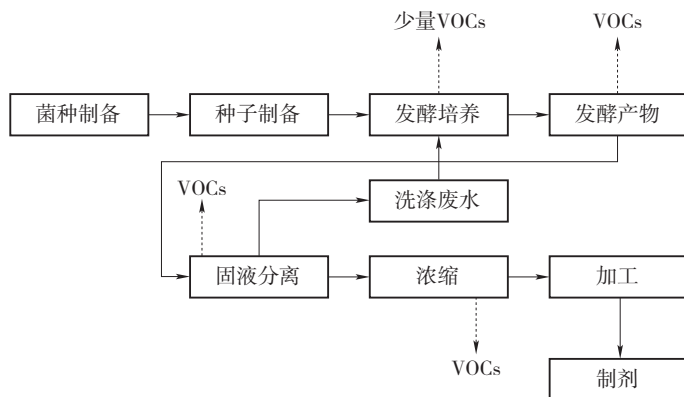 少量VOCs
VOCs
菌种制备
种子制备
发酵培养
发酵产物
VOCs
洗涤废水
固液分离
浓缩
加工
VOCs
制剂